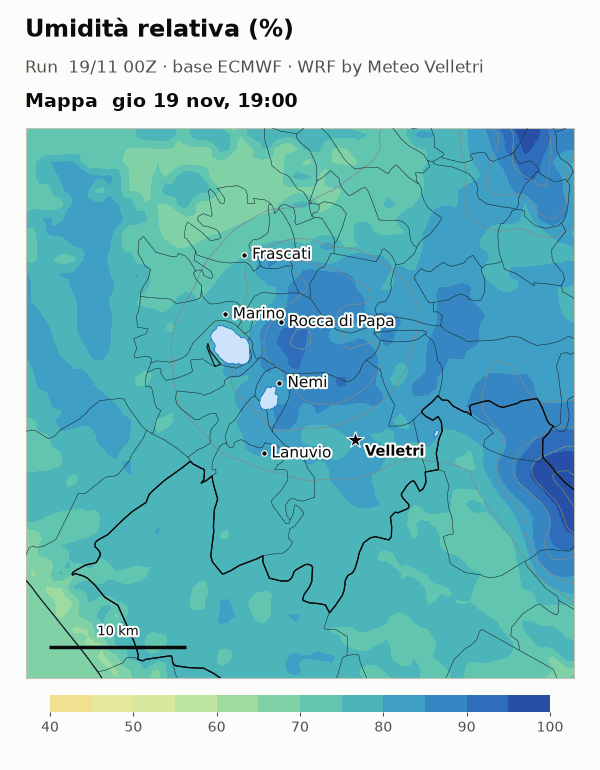 Umidità relativa (%)
Run 19/11 00Z · base ECMWF · WRF by Meteo Velletri
Mappa gio 19 nov, 19:00
Frascati
Marino
Rocca di Papa
Nemi
Velletri
Lanuvio
10 km
40 50 60 70 80 90 100